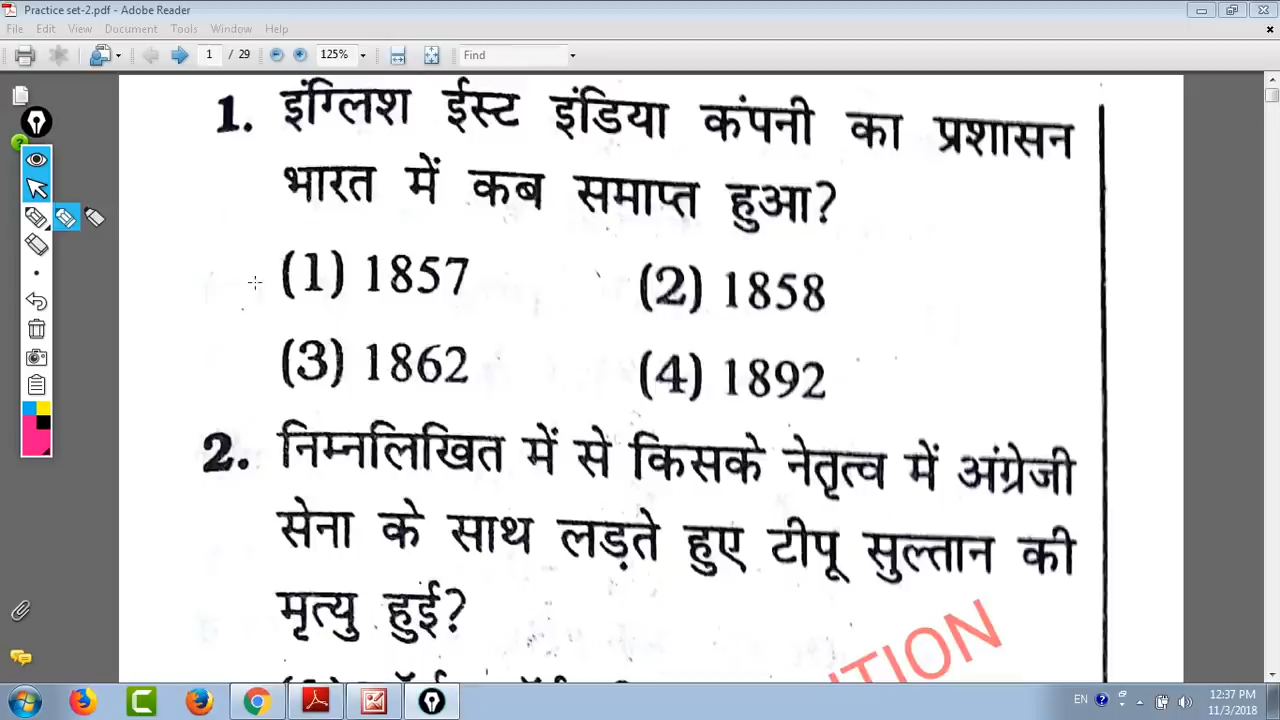 Practice set-2.pdf - Adobe Reader
File Edit View Document Tools Window Help
1 / 29 125% Find
1. इंग्लिश ईस्ट इंडिया कंपनी का प्रशासन
भारत में कब समाप्त हुआ?
(1) 1857 (2) 1858
(3) 1862 (4) 1892
2. निम्नलिखित में से किसके नेतृत्व में अंग्रेजी
सेना के साथ लड़ते हुए टीपू सुल्तान की
मृत्यु हुई?
EN 12:37 PM
11/3/2018